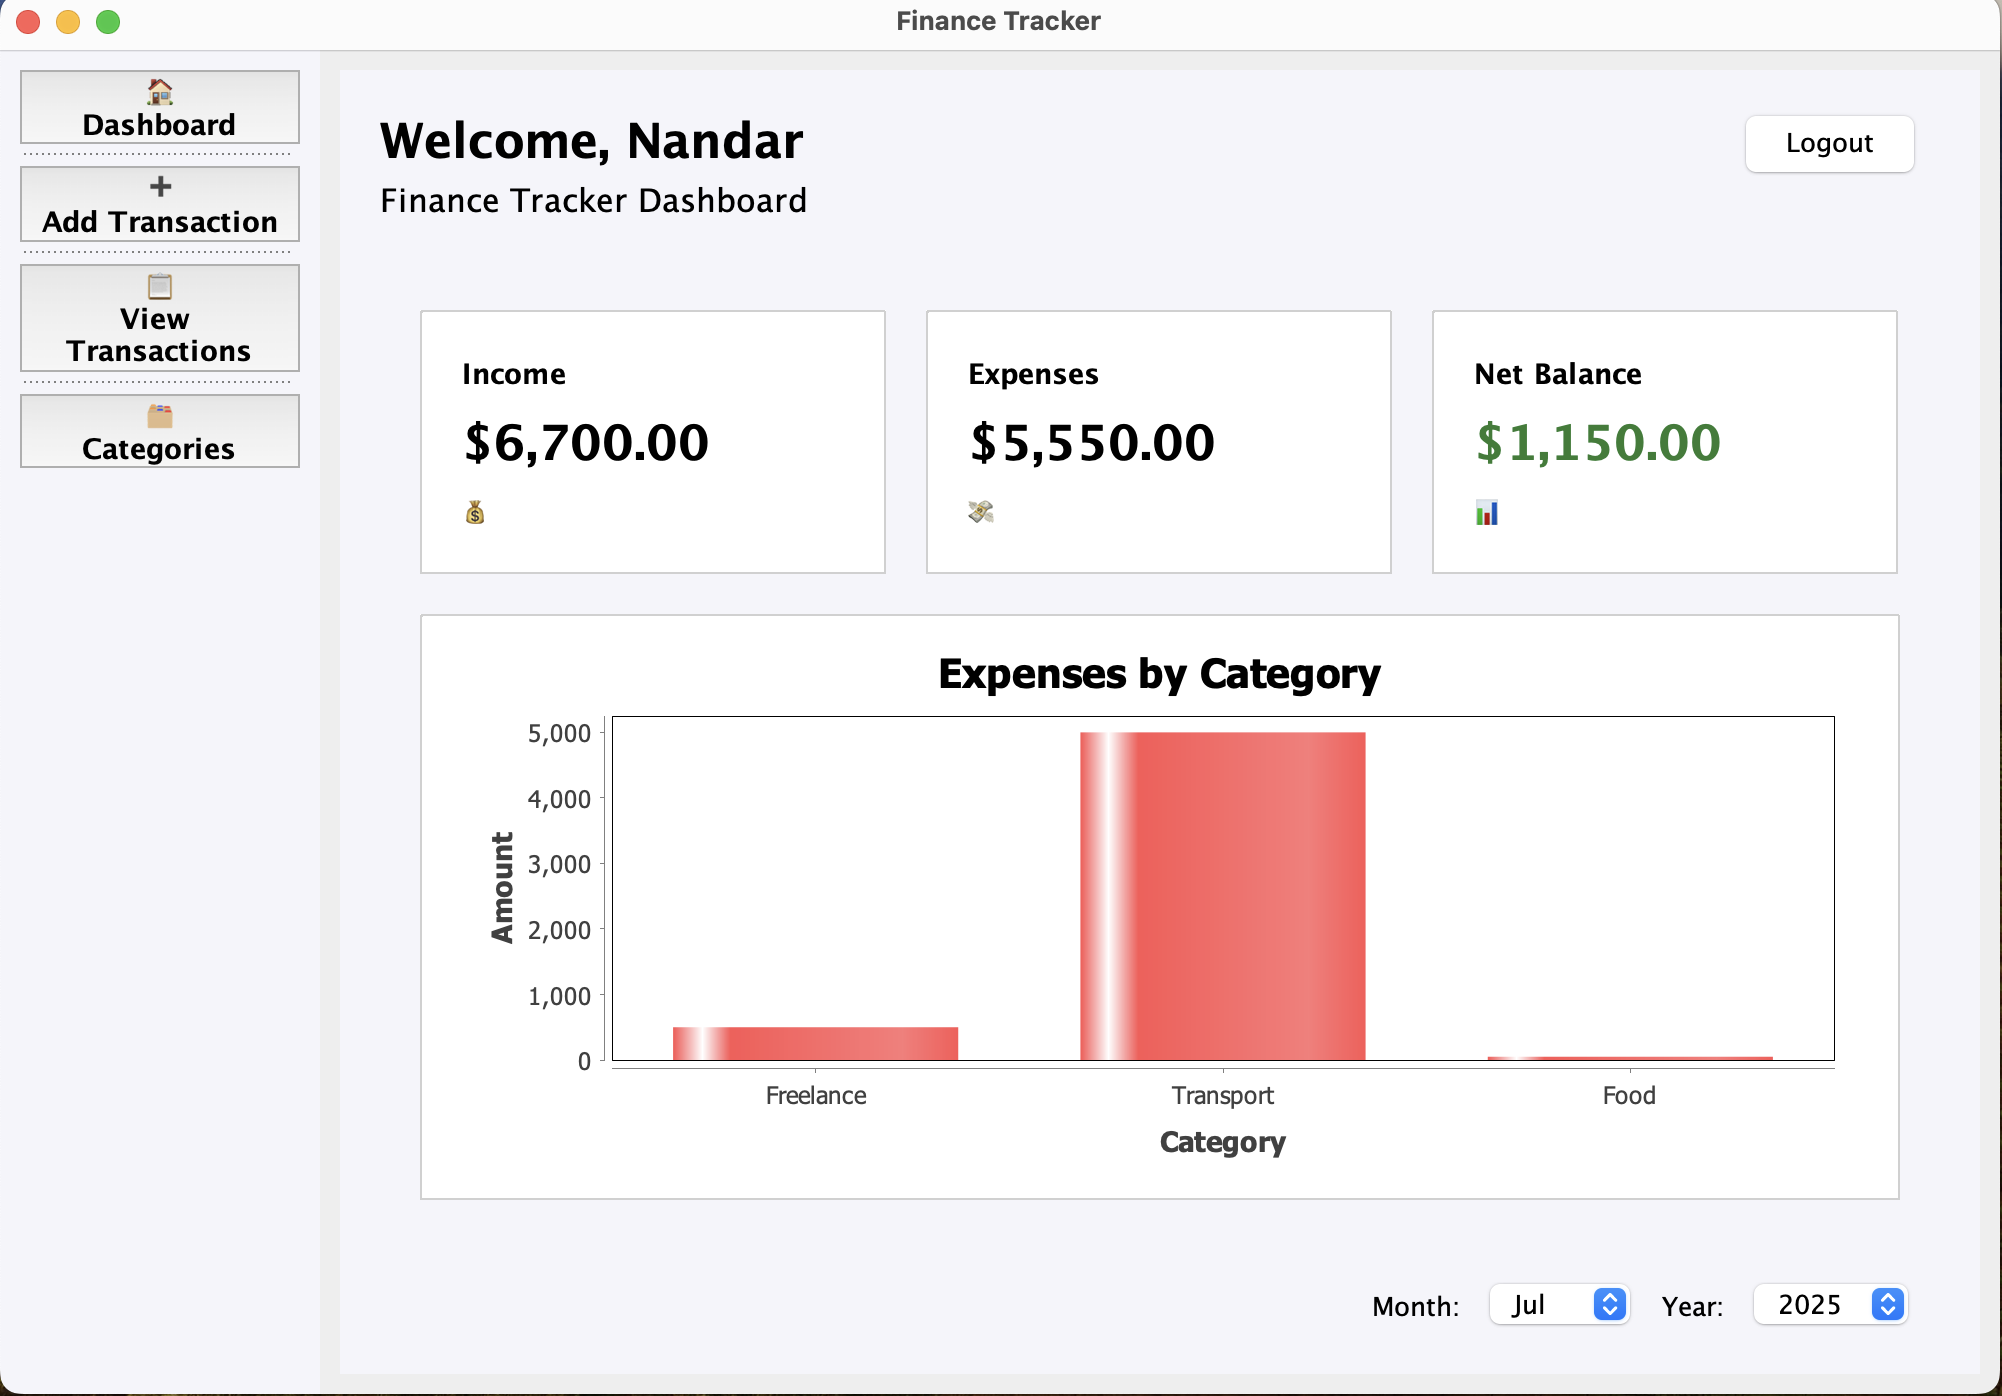 Finance Tracker
Dashboard
Add Transaction
View
Transactions
Categories
Welcome, Nandar
Finance Tracker Dashboard
Logout
Income
$6,700.00
Expenses
$5,550.00
Net Balance
$1,150.00
Expenses by Category
Amount
5,000
4,000
3,000
2,000
1,000
0
Freelance
Transport
Food
Category
Month:
Jul
Year:
2025